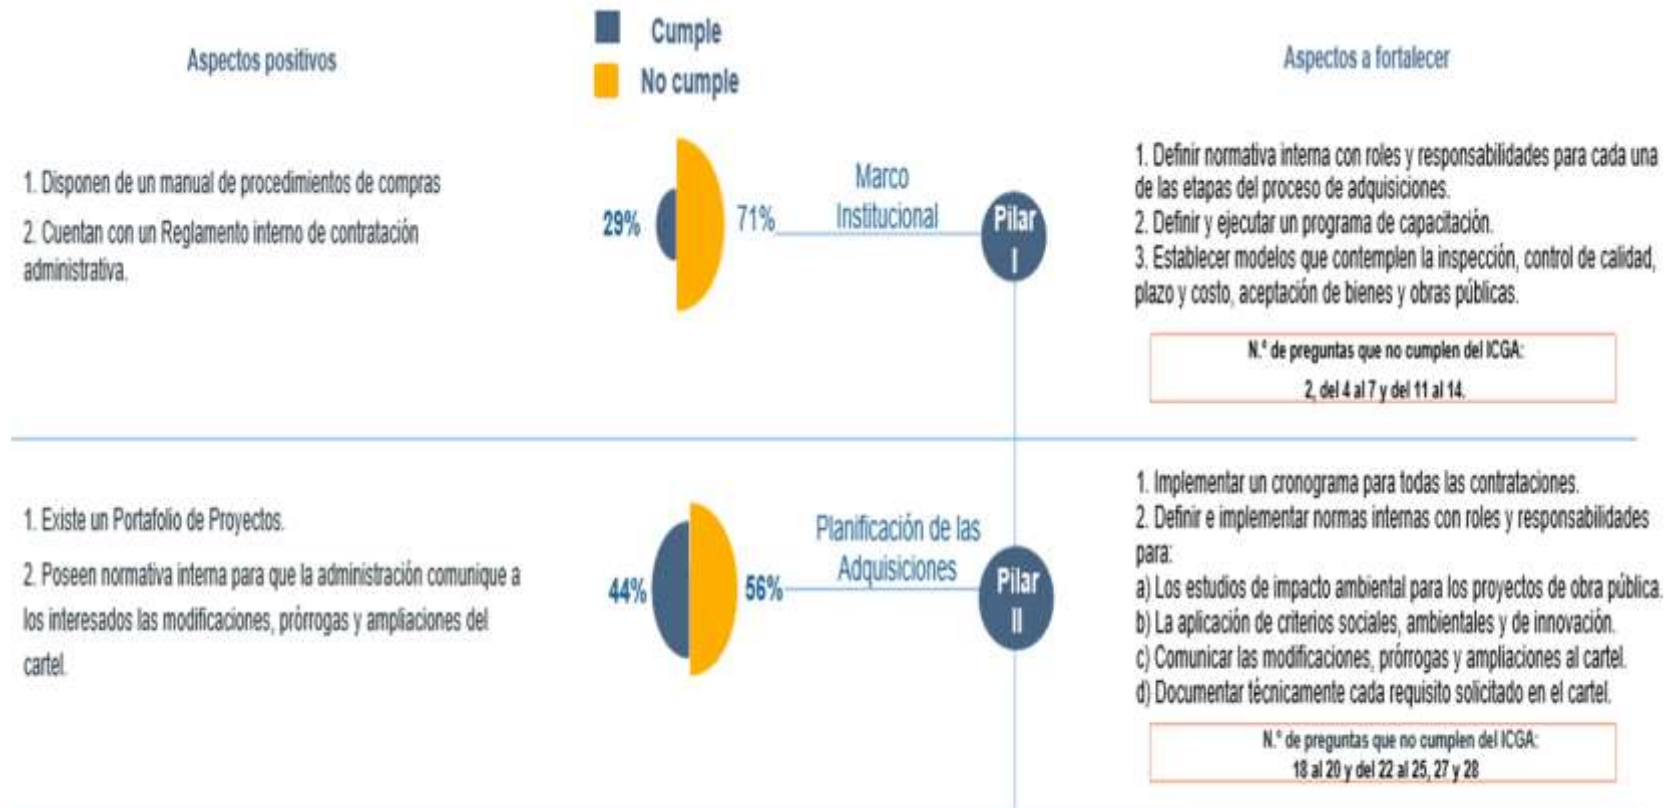 Aspectos positivos
Cumple
No cumple
Aspectos a fortalecer
1. Disponen de un manual de procedimientos de compras
2. Cuentan con un Reglamento interno de contratación
administrativa.
29%
71%
Marco
Institucional
Pilar
I
1. Definir normativa interna con roles y responsabilidades para cada una
de las etapas del proceso de adquisiciones.
2. Definir y ejecutar un programa de capacitación.
3. Establecer modelos que contemplen la inspección, control de calidad,
plazo y costo, aceptación de bienes y obras públicas.
N.° de preguntas que no cumplen del ICGA:
2, del 4 al 7 y del 11 al 14.
1. Existe un Portafolio de Proyectos.
2. Poseen normativa interna para que la administración comunique a
los interesados las modificaciones, prórrogas y ampliaciones del
cartel.
44%
56%
Planificación de las
Adquisiciones
Pilar
II
1. Implementar un cronograma para todas las contrataciones.
2. Definir e implementar normas internas con roles y responsabilidades
para:
a) Los estudios de impacto ambiental para los proyectos de obra pública.
b) La aplicación de criterios sociales, ambientales y de innovación.
c) Comunicar las modificaciones, prórrogas y ampliaciones al cartel.
d) Documentar técnicamente cada requisito solicitado en el cartel.
N.° de preguntas que no cumplen del ICGA:
18 al 20 y del 22 al 25, 27 y 28